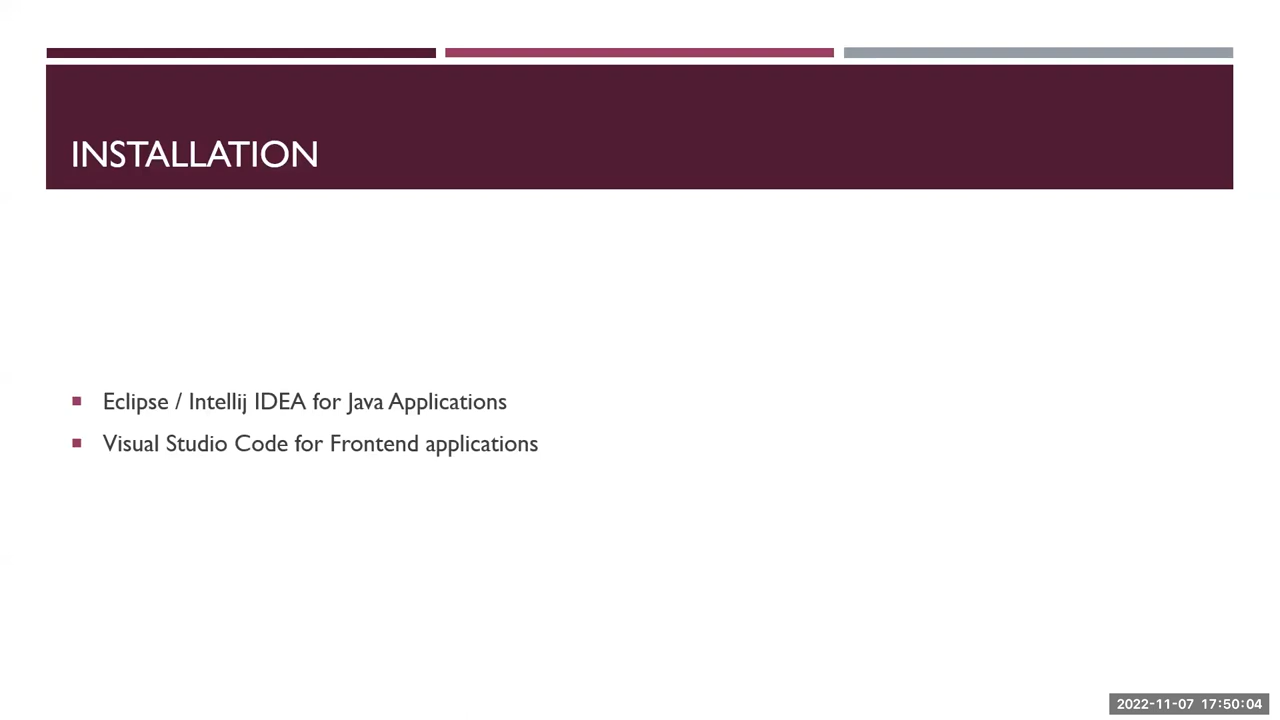 INSTALLATION
Eclipse / Intellij IDEA for Java Applications
Visual Studio Code for Frontend applications
2022-11-07 17:50:04